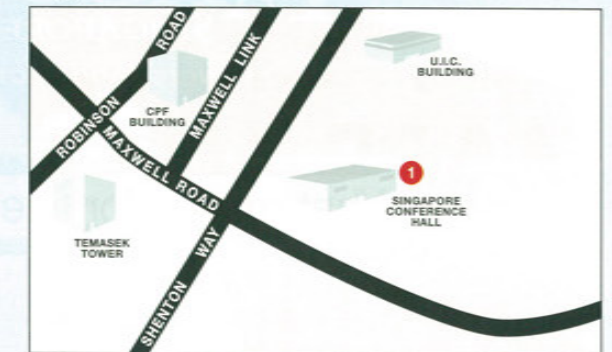 ROBINSON ROAD
MAXWELL LINK
U.I.C.
BUILDING
CPF
BUILDING
MAXWELL ROAD
1
SINGAPORE
CONFERENCE
HALL
TEMASEK
TOWER
SHENTON WAY